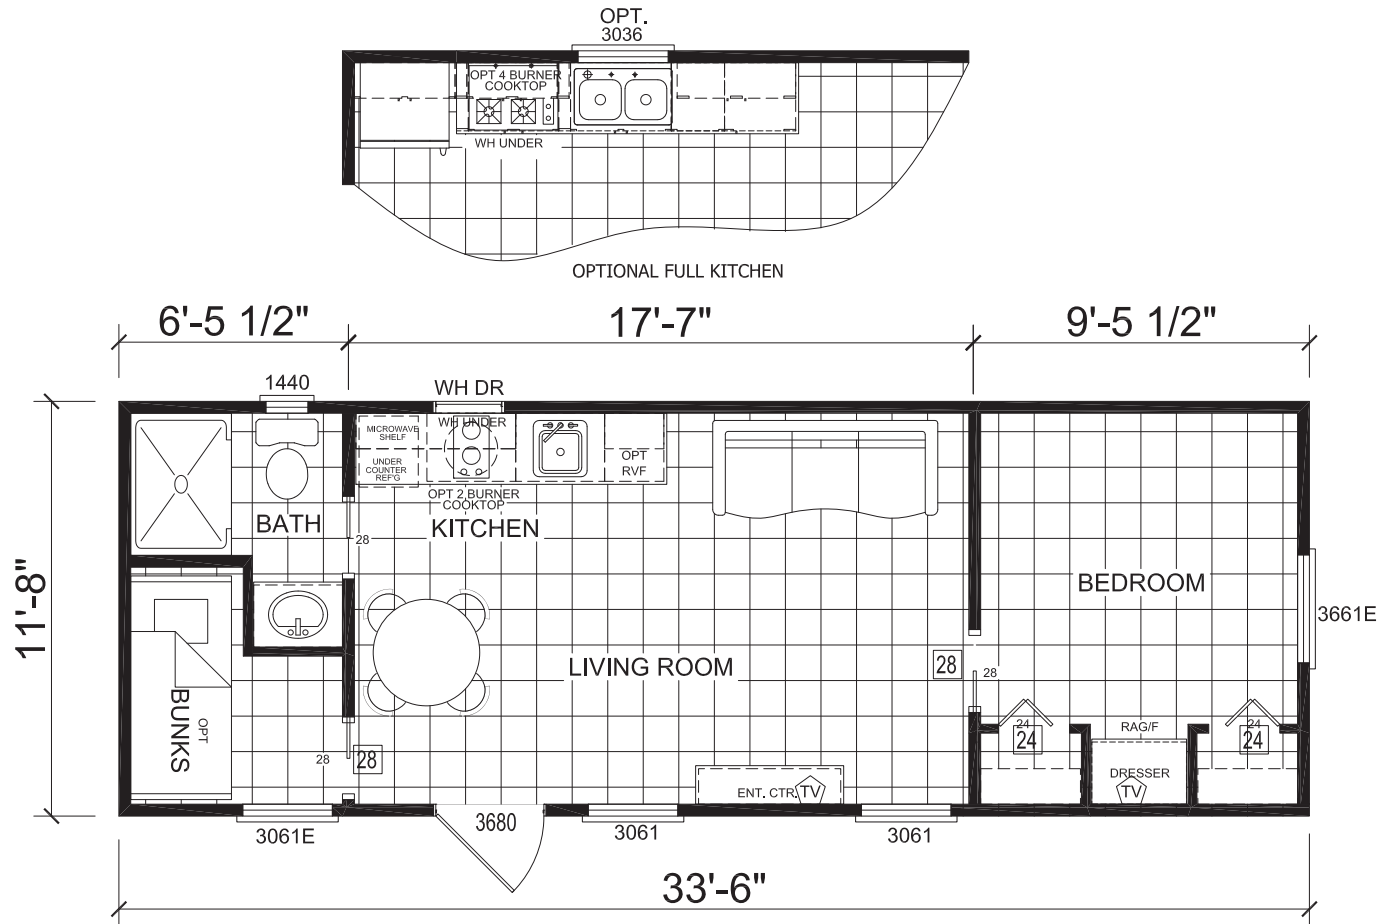 OPT.
3036
OPT 4 BURNER
COOKTOP
WH UNDER
OPTIONAL FULL KITCHEN
6'-5 1/2"
17'-7"
9'-5 1/2"
1440
WH DR
MICROWAVE
SHELF
WH UNDER
UNDER
COUNTER
REF'G
OPT
RVF
OPT 2 BURNER
COOKTOP
BATH
KITCHEN
28
11'-8"
BEDROOM
3661E
LIVING ROOM
28
28
OPT
BUNKS
24
24
RAG/F
24
24
28
28
DRESSER
TV
ENT. CTR.
TV
3061E
3680
3061
3061
33'-6"